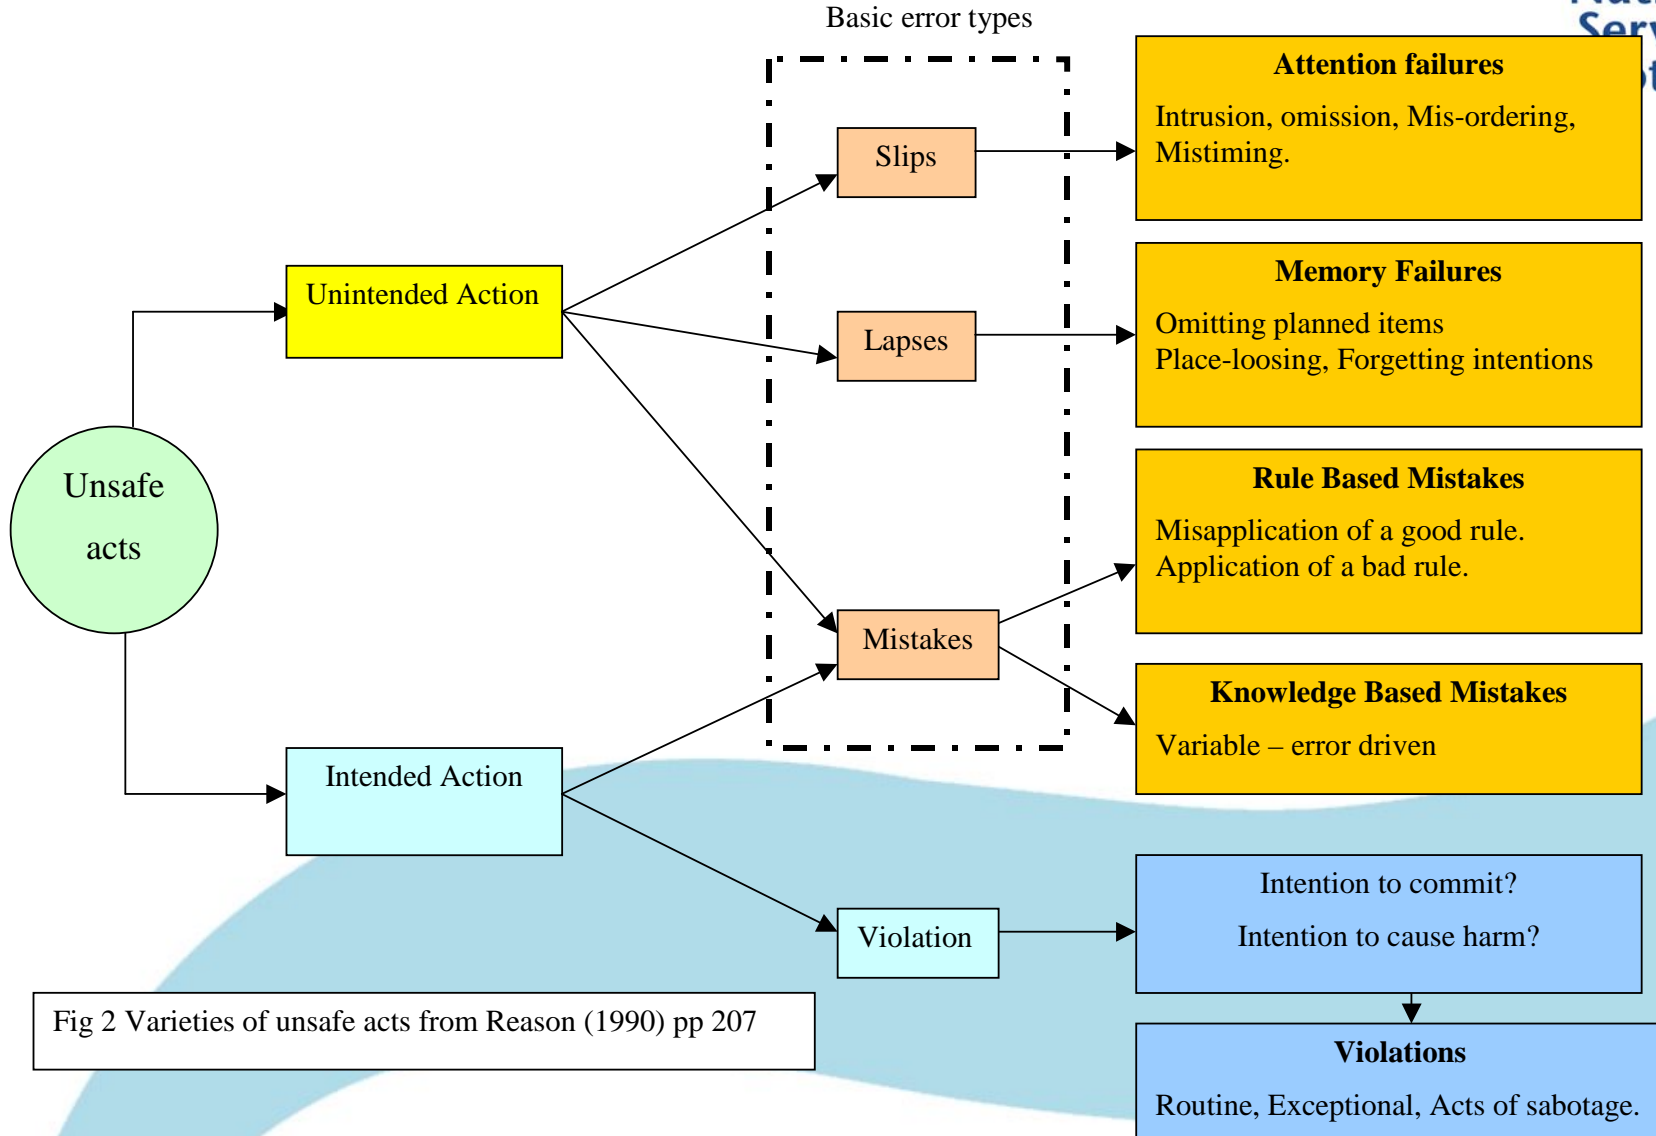 Basic error types
Attention failures
Intrusion, omission, Mis-ordering,
Mistiming.
Slips
Memory Failures
Omitting planned items
Place-loosing, Forgetting intentions
Unintended Action
Lapses
Rule Based Mistakes
Misapplication of a good rule.
Application of a bad rule.
Unsafe
acts
Mistakes
Knowledge Based Mistakes
Variable – error driven
Intended Action
Intention to commit?
Intention to cause harm?
Violation
Fig 2 Varieties of unsafe acts from Reason (1990) pp 207
Violations
Routine, Exceptional, Acts of sabotage.